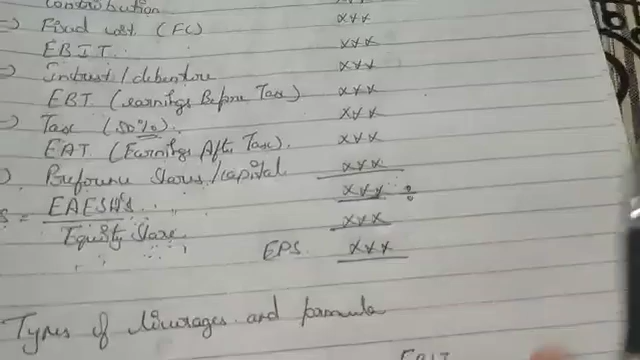 Contribution
⇒ Fixed cost (FC) xxx
EBIT xxx
⇒ Interest/debenture xxx
EBT (earnings Before Tax) xxx
⇒ Tax (50%) xxx
EAT (Earnings After Tax). xxx
Prefernce Shares/capital xxx
xxx
= EAESH's xxx
Equity Share
EPS xxx
Types of leverages and formula
EBIT